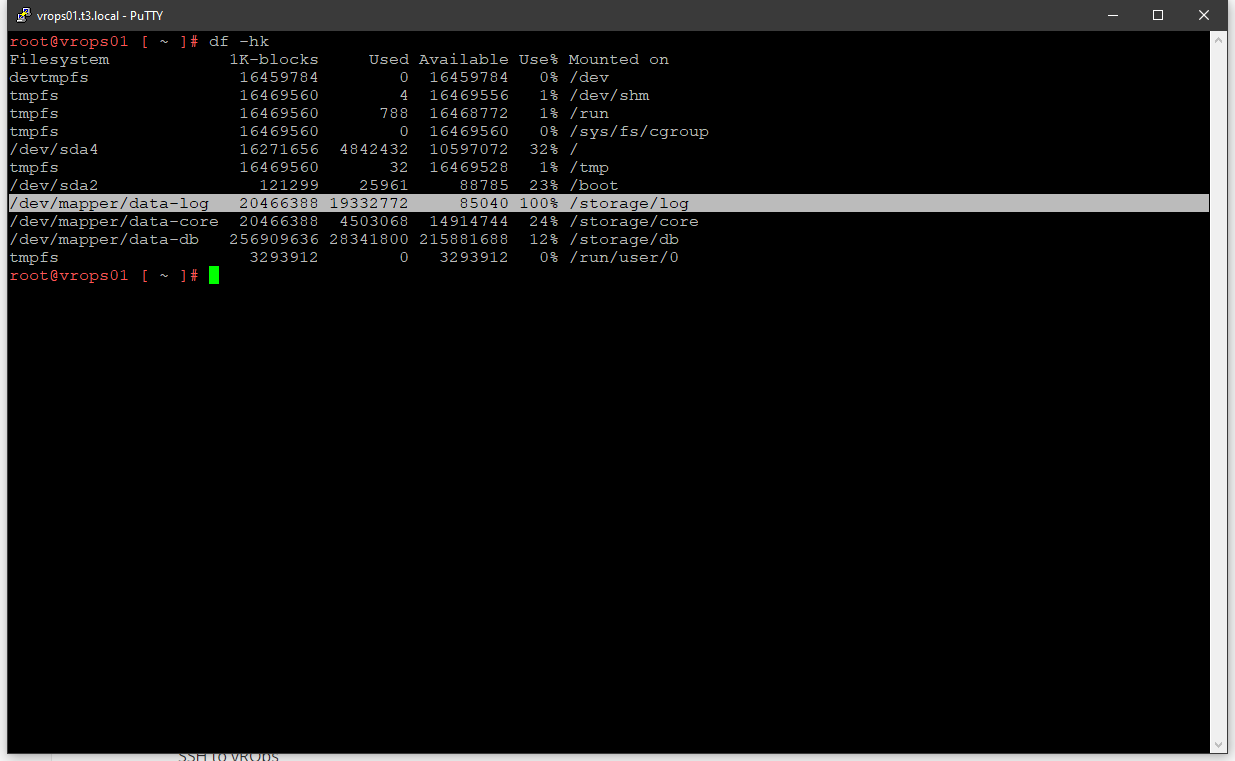 vrops01.t3.local - PuTTY
root@vrops01 [ ~ ]# df -hk
Filesystem            1K-blocks     Used Available Use% Mounted on
devtmpfs               16459784        0  16459784   0% /dev
tmpfs                  16469560        4  16469556   1% /dev/shm
tmpfs                  16469560      788  16468772   1% /run
tmpfs                  16469560        0  16469560   0% /sys/fs/cgroup
/dev/sda4              16271656  4842432  10597072  32% /
tmpfs                  16469560       32  16469528   1% /tmp
/dev/sda2                121299    25961     88785  23% /boot
/dev/mapper/data-log   20466388 19332772     85040 100% /storage/log
/dev/mapper/data-core  20466388  4503068  14914744  24% /storage/core
/dev/mapper/data-db   256909636 28341800 215881688  12% /storage/db
tmpfs                   3293912        0   3293912   0% /run/user/0
root@vrops01 [ ~ ]#
SSH to vROps